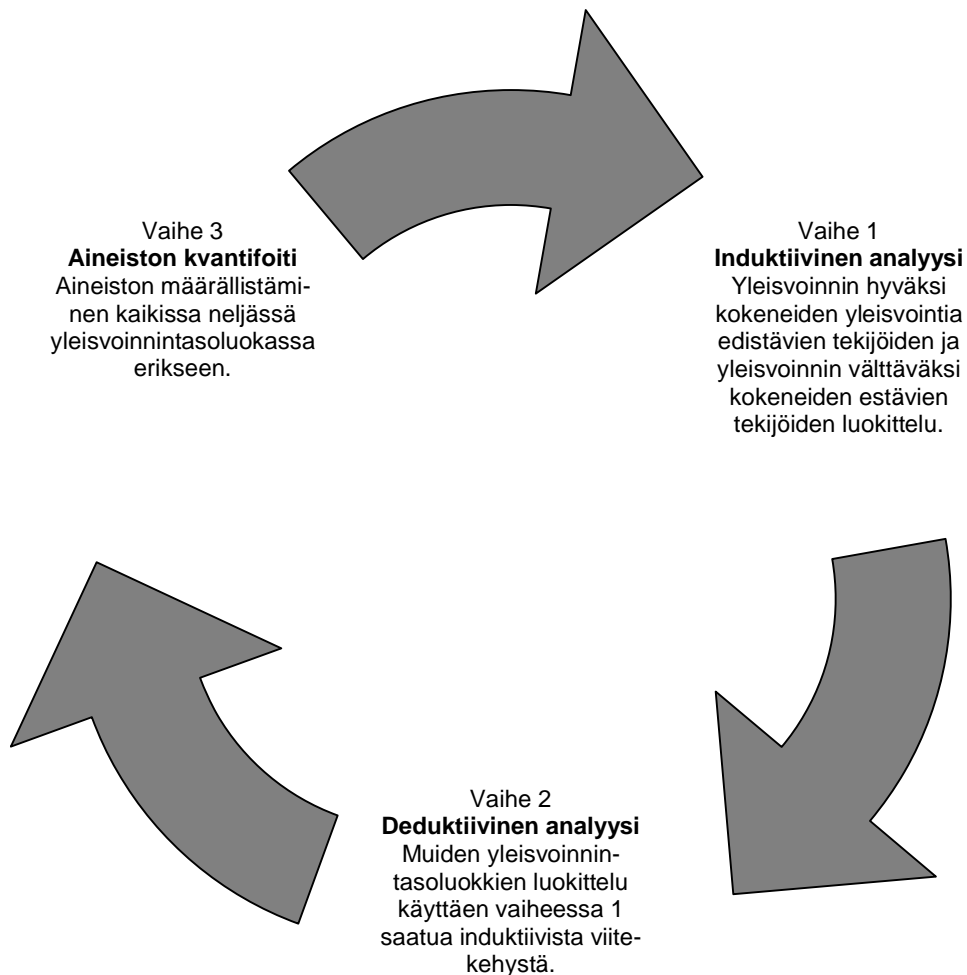 Vaihe 3
Aineiston kvantifoiti
Aineiston määrällistämi-
nen kaikissa neljässä
yleisvoinnintasoluokassa
erikseen.
Vaihe 1
Induktiivinen analyysi
Yleisvoinnin hyväksi
kokeneiden yleisvointia
edistävien tekijöiden ja
yleisvoinnin välttäväksi
kokeneiden estävien
tekijöiden luokittelu.
Vaihe 2
Deduktiivinen analyysi
Muiden yleisvoinnin-
tasoluokkien luokittelu
käyttäen vaiheessa 1
saatua induktiivista viite-
kehystä.